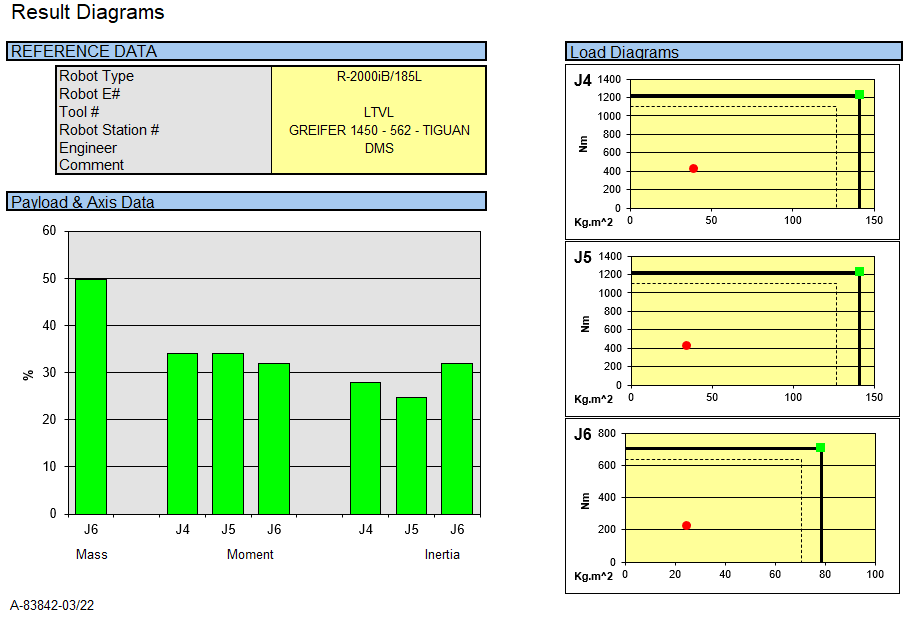 Result Diagrams
REFERENCE DATA
Robot Type R-2000iB/185L
Robot E#
Tool # LTVL
Robot Station # GREIFER 1450 - 562 - TIGUAN
Engineer DMS
Comment
Payload & Axis Data
60
50
40
30
20
10
0
%
J6 J4 J5 J6 J4 J5 J6
Mass Moment Inertia
Load Diagrams
J4
1400
1200
1000
800
600
400
200
0
Nm
Kg.m^2 0 50 100 150
J5
1400
1200
1000
800
600
400
200
0
Nm
Kg.m^2 0 50 100 150
J6
800
600
400
200
0
Nm
Kg.m^2 0 20 40 60 80 100
A-83842-03/22